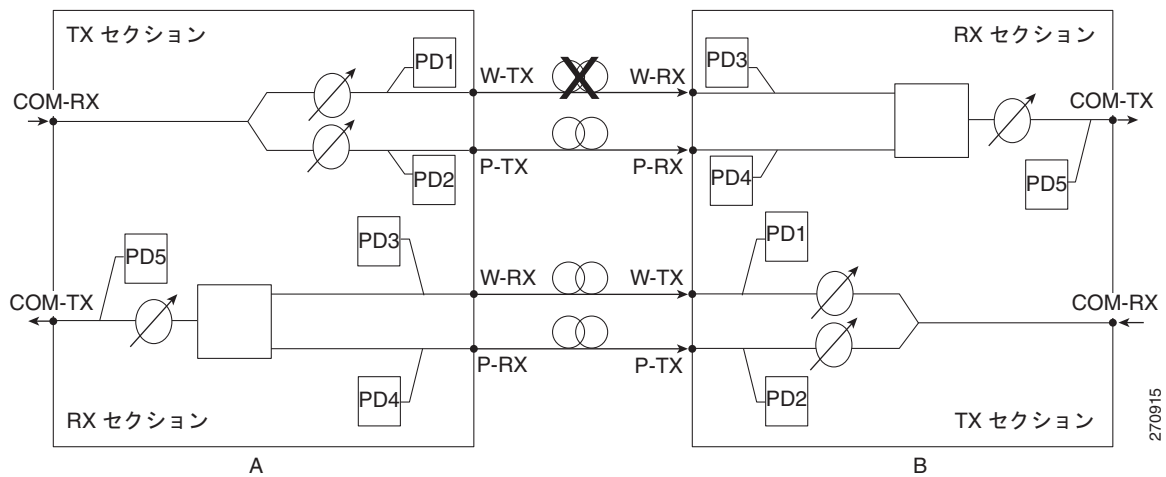 TX セクション
RX セクション
PD1
W-TX
W-RX
PD3
COM-RX
COM-TX
PD2
P-TX
P-RX
PD4
PD5
PD5
PD3
PD1
W-RX
W-TX
COM-TX
COM-RX
P-RX
P-TX
PD4
PD2
RX セクション
TX セクション
A
B
270915